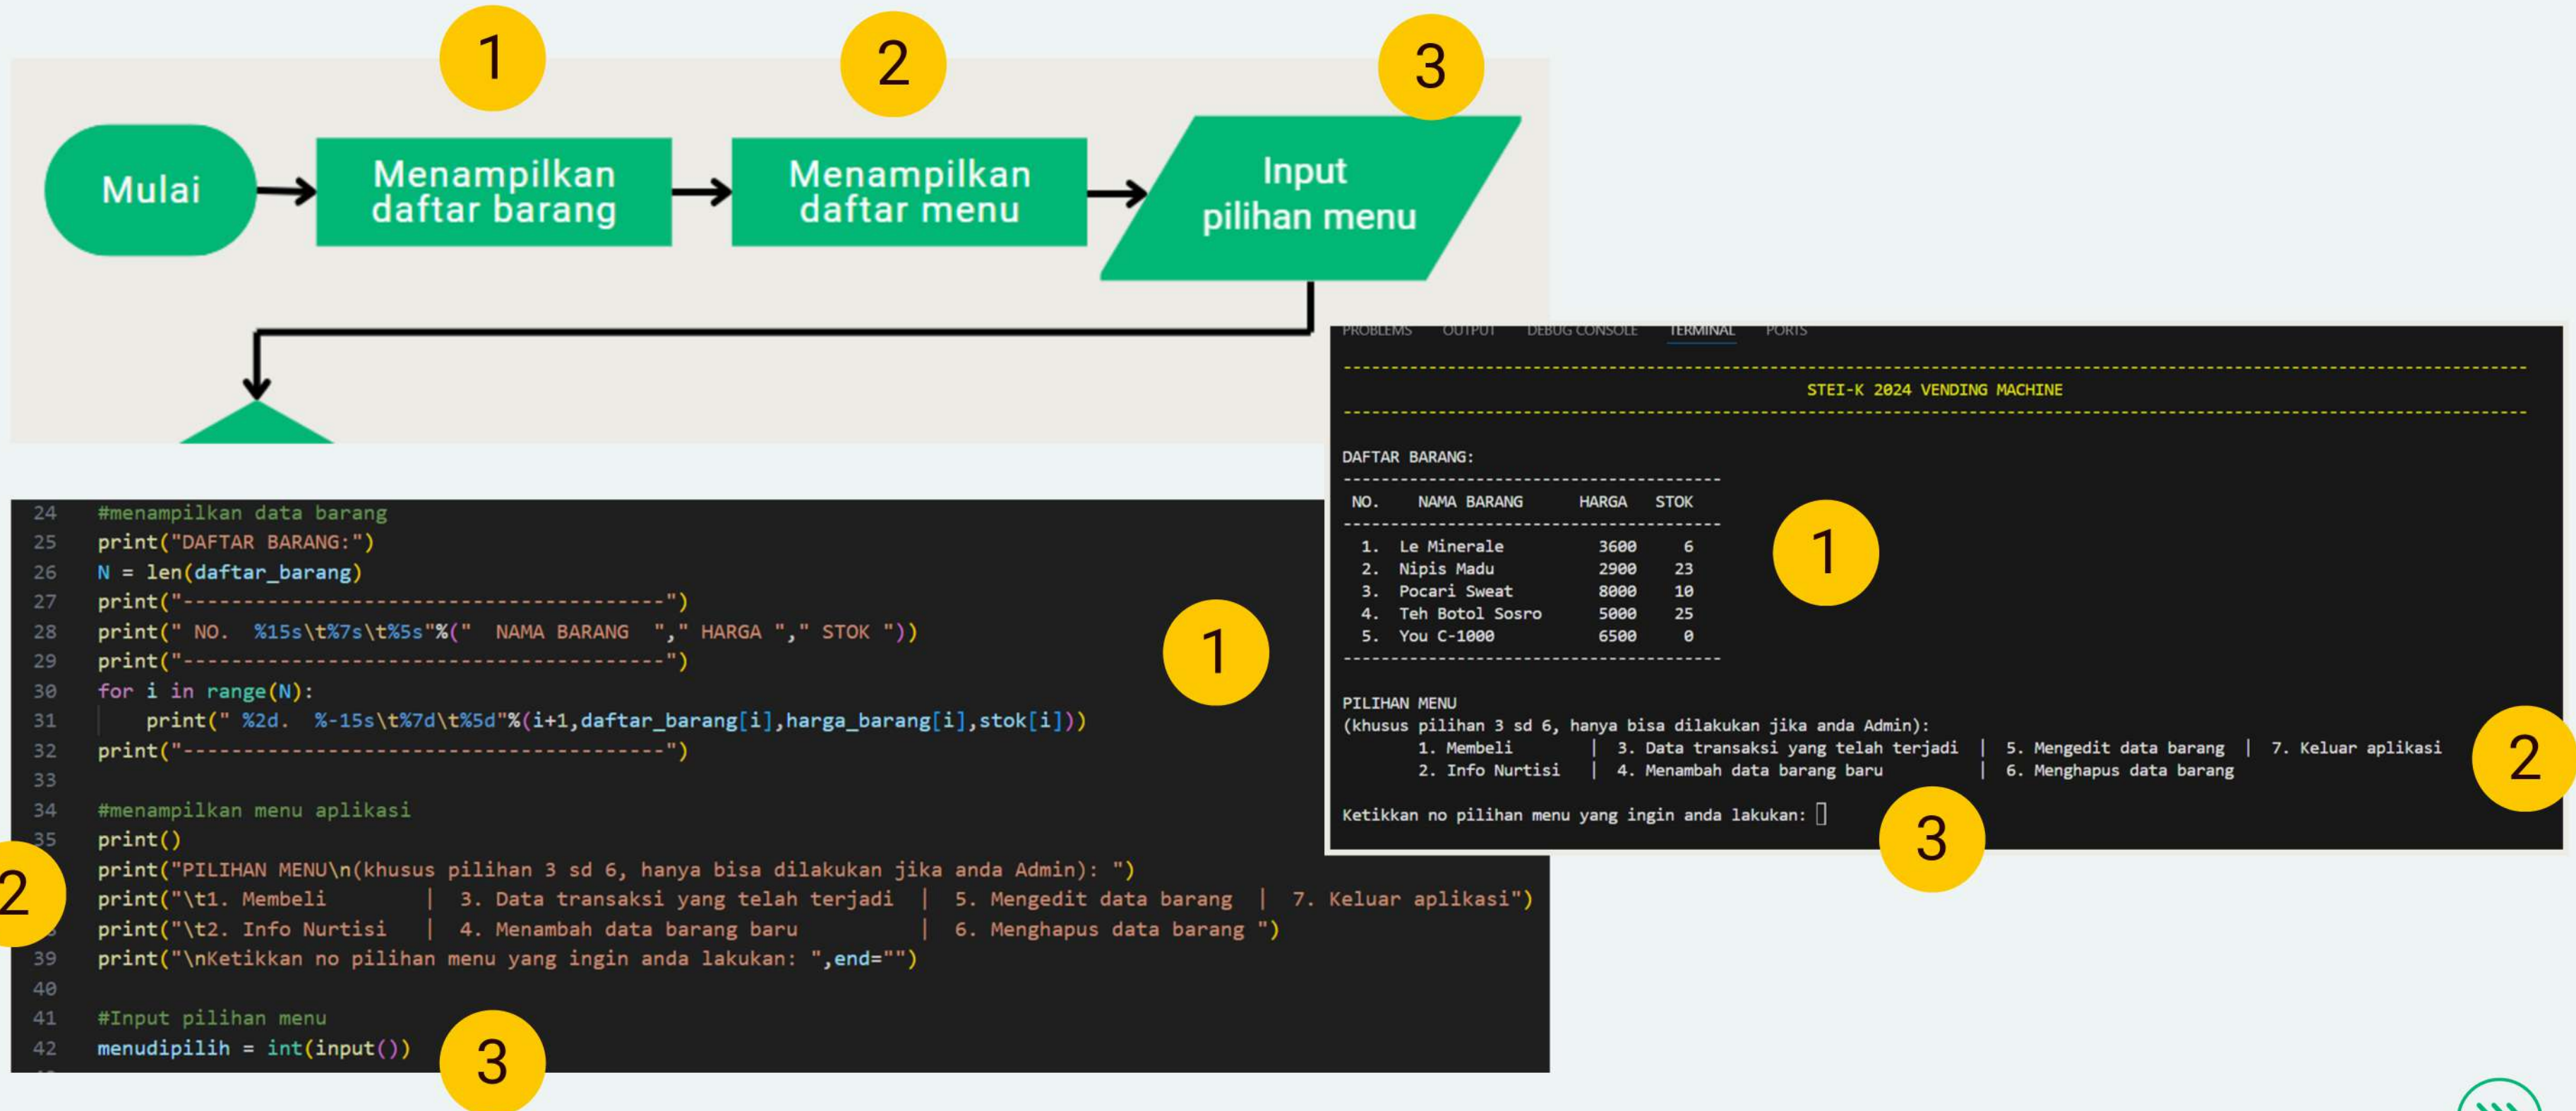 1
2
3
Mulai
Menampilkan
daftar barang
Menampilkan
daftar menu
Input
pilihan menu
24 #menampilkan data barang
25 print("DAFTAR BARANG:")
26 N = len(daftar_barang)
27 print("----------------------------------------")
28 print(" NO.  %15s\t%7s\t%5s"%("  NAMA BARANG  "," HARGA "," STOK "))
29 print("----------------------------------------")
30 for i in range(N):
31     print(" %2d.  %-15s\t%7d\t%5d"%(i+1,daftar_barang[i],harga_barang[i],stok[i]))
32 print("----------------------------------------")
33
34 #menampilkan menu aplikasi
35 print()
print("PILIHAN MENU\n(khusus pilihan 3 sd 6, hanya bisa dilakukan jika anda Admin): ")
print("\t1. Membeli        |  3. Data transaksi yang telah terjadi  |  5. Mengedit data barang  |  7. Keluar aplikasi")
print("\t2. Info Nurtisi   |  4. Menambah data barang baru          |  6. Menghapus data barang ")
39 print("\nKetikkan no pilihan menu yang ingin anda lakukan: ",end="")
40
41 #Input pilihan menu
42 menudipilih = int(input())
1
2
3
PROBLEMS OUTPUT DEBUG CONSOLE TERMINAL PORTS
STEI-K 2024 VENDING MACHINE
DAFTAR BARANG:
----------------------------------------
NO. NAMA BARANG HARGA STOK
----------------------------------------
1. Le Minerale 3600 6
2. Nipis Madu 2900 23
3. Pocari Sweat 8000 10
4. Teh Botol Sosro 5000 25
5. You C-1000 6500 0
----------------------------------------
PILIHAN MENU
(khusus pilihan 3 sd 6, hanya bisa dilakukan jika anda Admin):
1. Membeli | 3. Data transaksi yang telah terjadi | 5. Mengedit data barang | 7. Keluar aplikasi
2. Info Nurtisi | 4. Menambah data barang baru | 6. Menghapus data barang
Ketikkan no pilihan menu yang ingin anda lakukan:
1
2
3